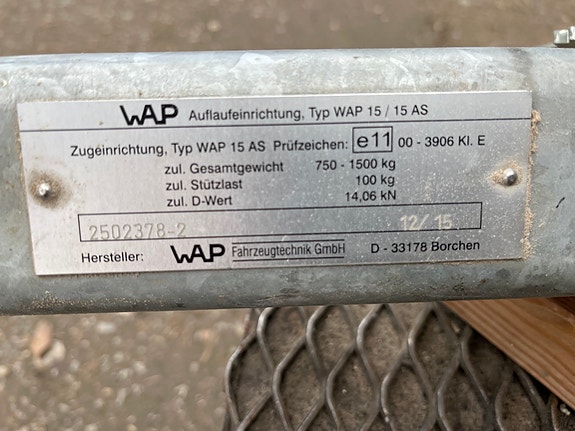 WAP Auflaufeinrichtung, Typ WAP 15 / 15 AS
Zugeinrichtung, Typ WAP 15 AS Prüfzeichen: e11 00 - 3906 Kl. E
zul. Gesamtgewicht 750 - 1500 kg
zul. Stützlast 100 kg
zul. D-Wert 14,06 kN
2502378-2 12/15
Hersteller: WAP Fahrzeugtechnik GmbH D - 33178 Borchen